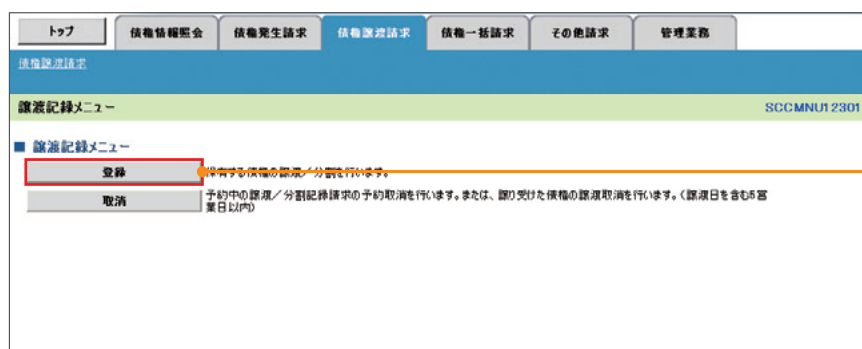 トップ 債権情報照会 債権発生請求 債権譲渡請求 債権一括請求 その他請求 管理業務
債権譲渡請求
譲渡記録メニュー SCCMNU12301
■ 譲渡記録メニュー
登録 保有する債権の譲渡／分割を行います。
取消 予約中の譲渡／分割記録請求の予約取消を行います。または、譲り受けた債権の譲渡取消を行います。（譲渡日を含む5営
業日以内）